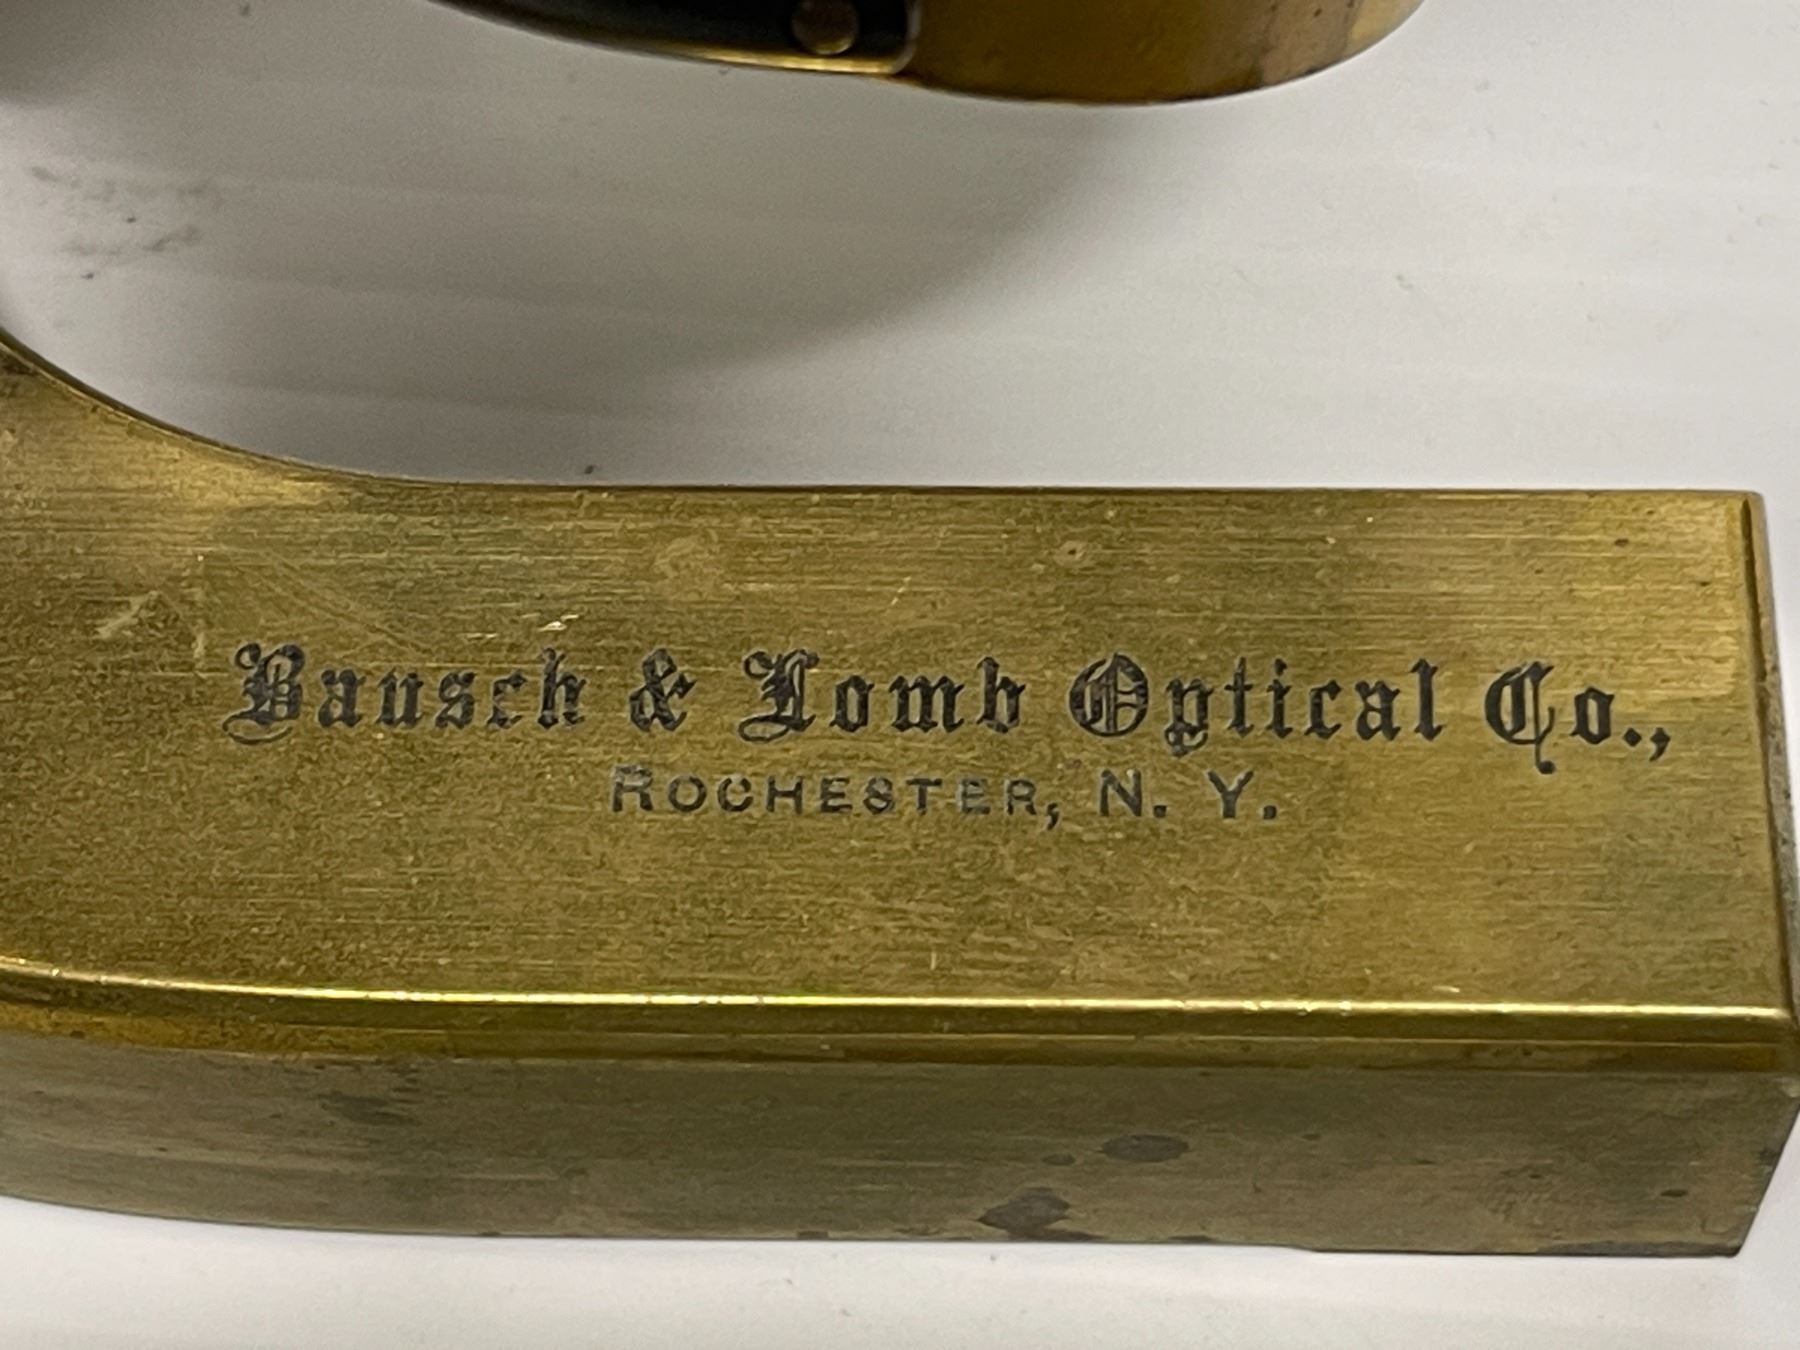 Bausch & Lomb Optical Co.,
ROCHESTER, N. Y.